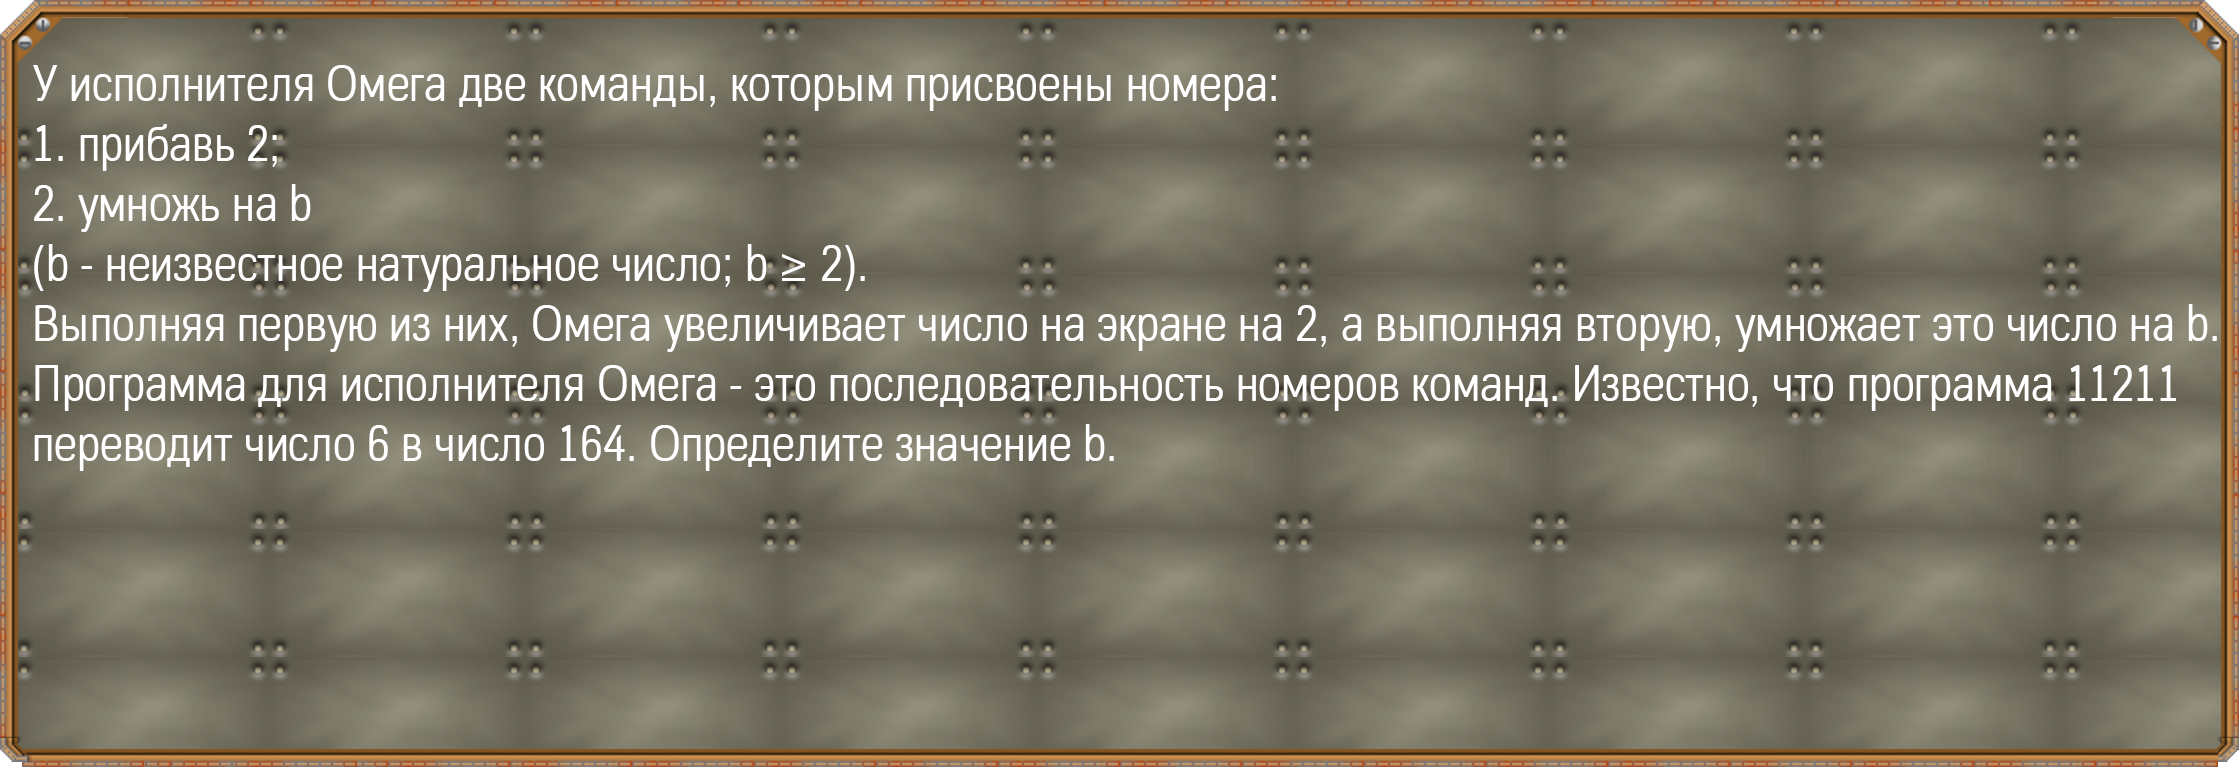 У исполнителя Омега две команды, которым присвоены номера:
1. прибавь 2;
2. умножь на b
(b - неизвестное натуральное число; b ≥ 2).
Выполняя первую из них, Омега увеличивает число на экране на 2, а выполняя вторую, умножает это число на b.
Программа для исполнителя Омега - это последовательность номеров команд. Известно, что программа 11211
переводит число 6 в число 164. Определите значение b.